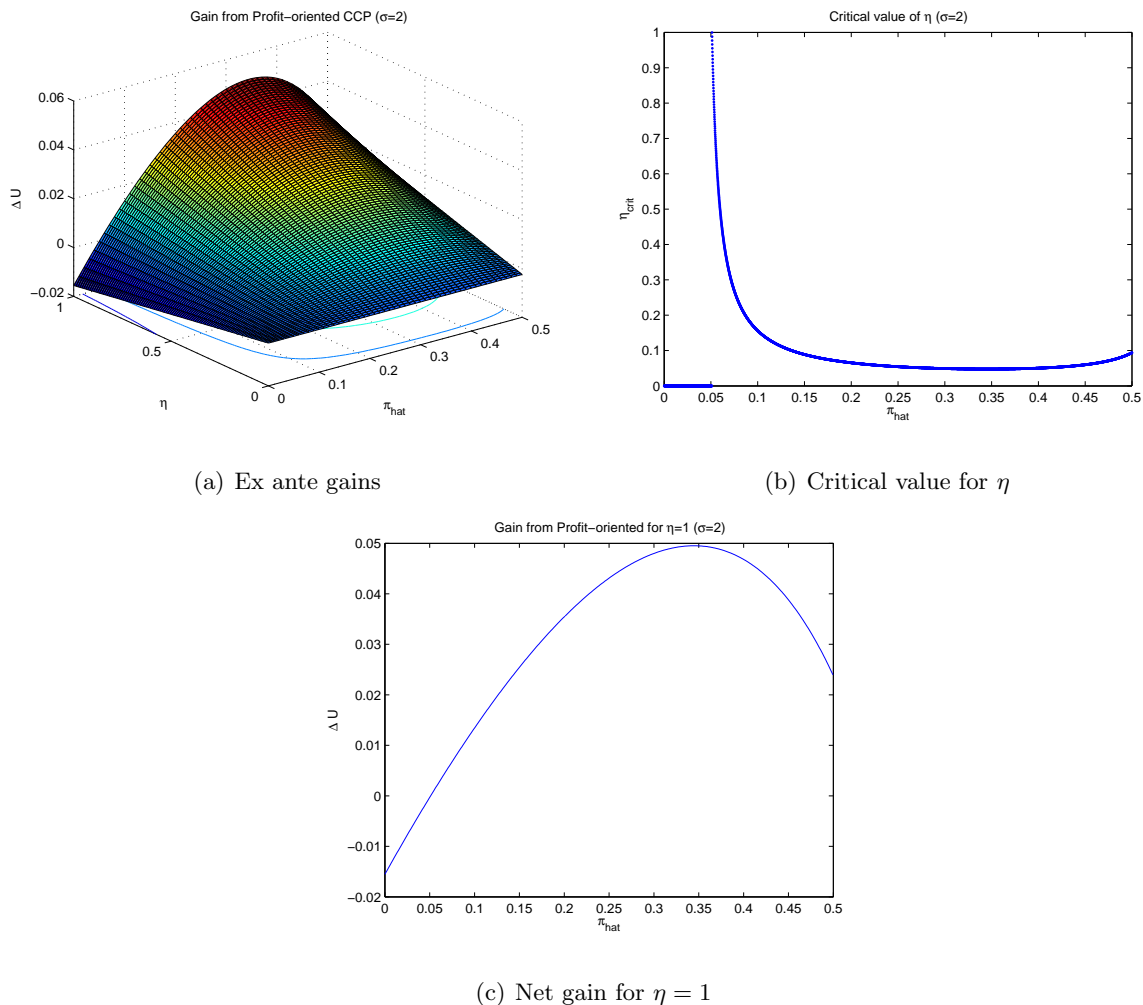 Gain from Profit−oriented CCP (σ=2)
0.06
0.04
0.02
0
−0.02
Δ U
1
0.5
0
η
0
0.1
0.2
0.3
0.4
0.5
π_hat
(a) Ex ante gains
Critical value of η (σ=2)
1
0.9
0.8
0.7
0.6
0.5
0.4
0.3
0.2
0.1
0
η_crit
0 0.05 0.1 0.15 0.2 0.25 0.3 0.35 0.4 0.45 0.5
π_hat
(b) Critical value for η
Gain from Profit−oriented for η=1 (σ=2)
0.05
0.04
0.03
0.02
0.01
0
−0.01
−0.02
Δ U
0 0.05 0.1 0.15 0.2 0.25 0.3 0.35 0.4 0.45 0.5
π_hat
(c) Net gain for η = 1